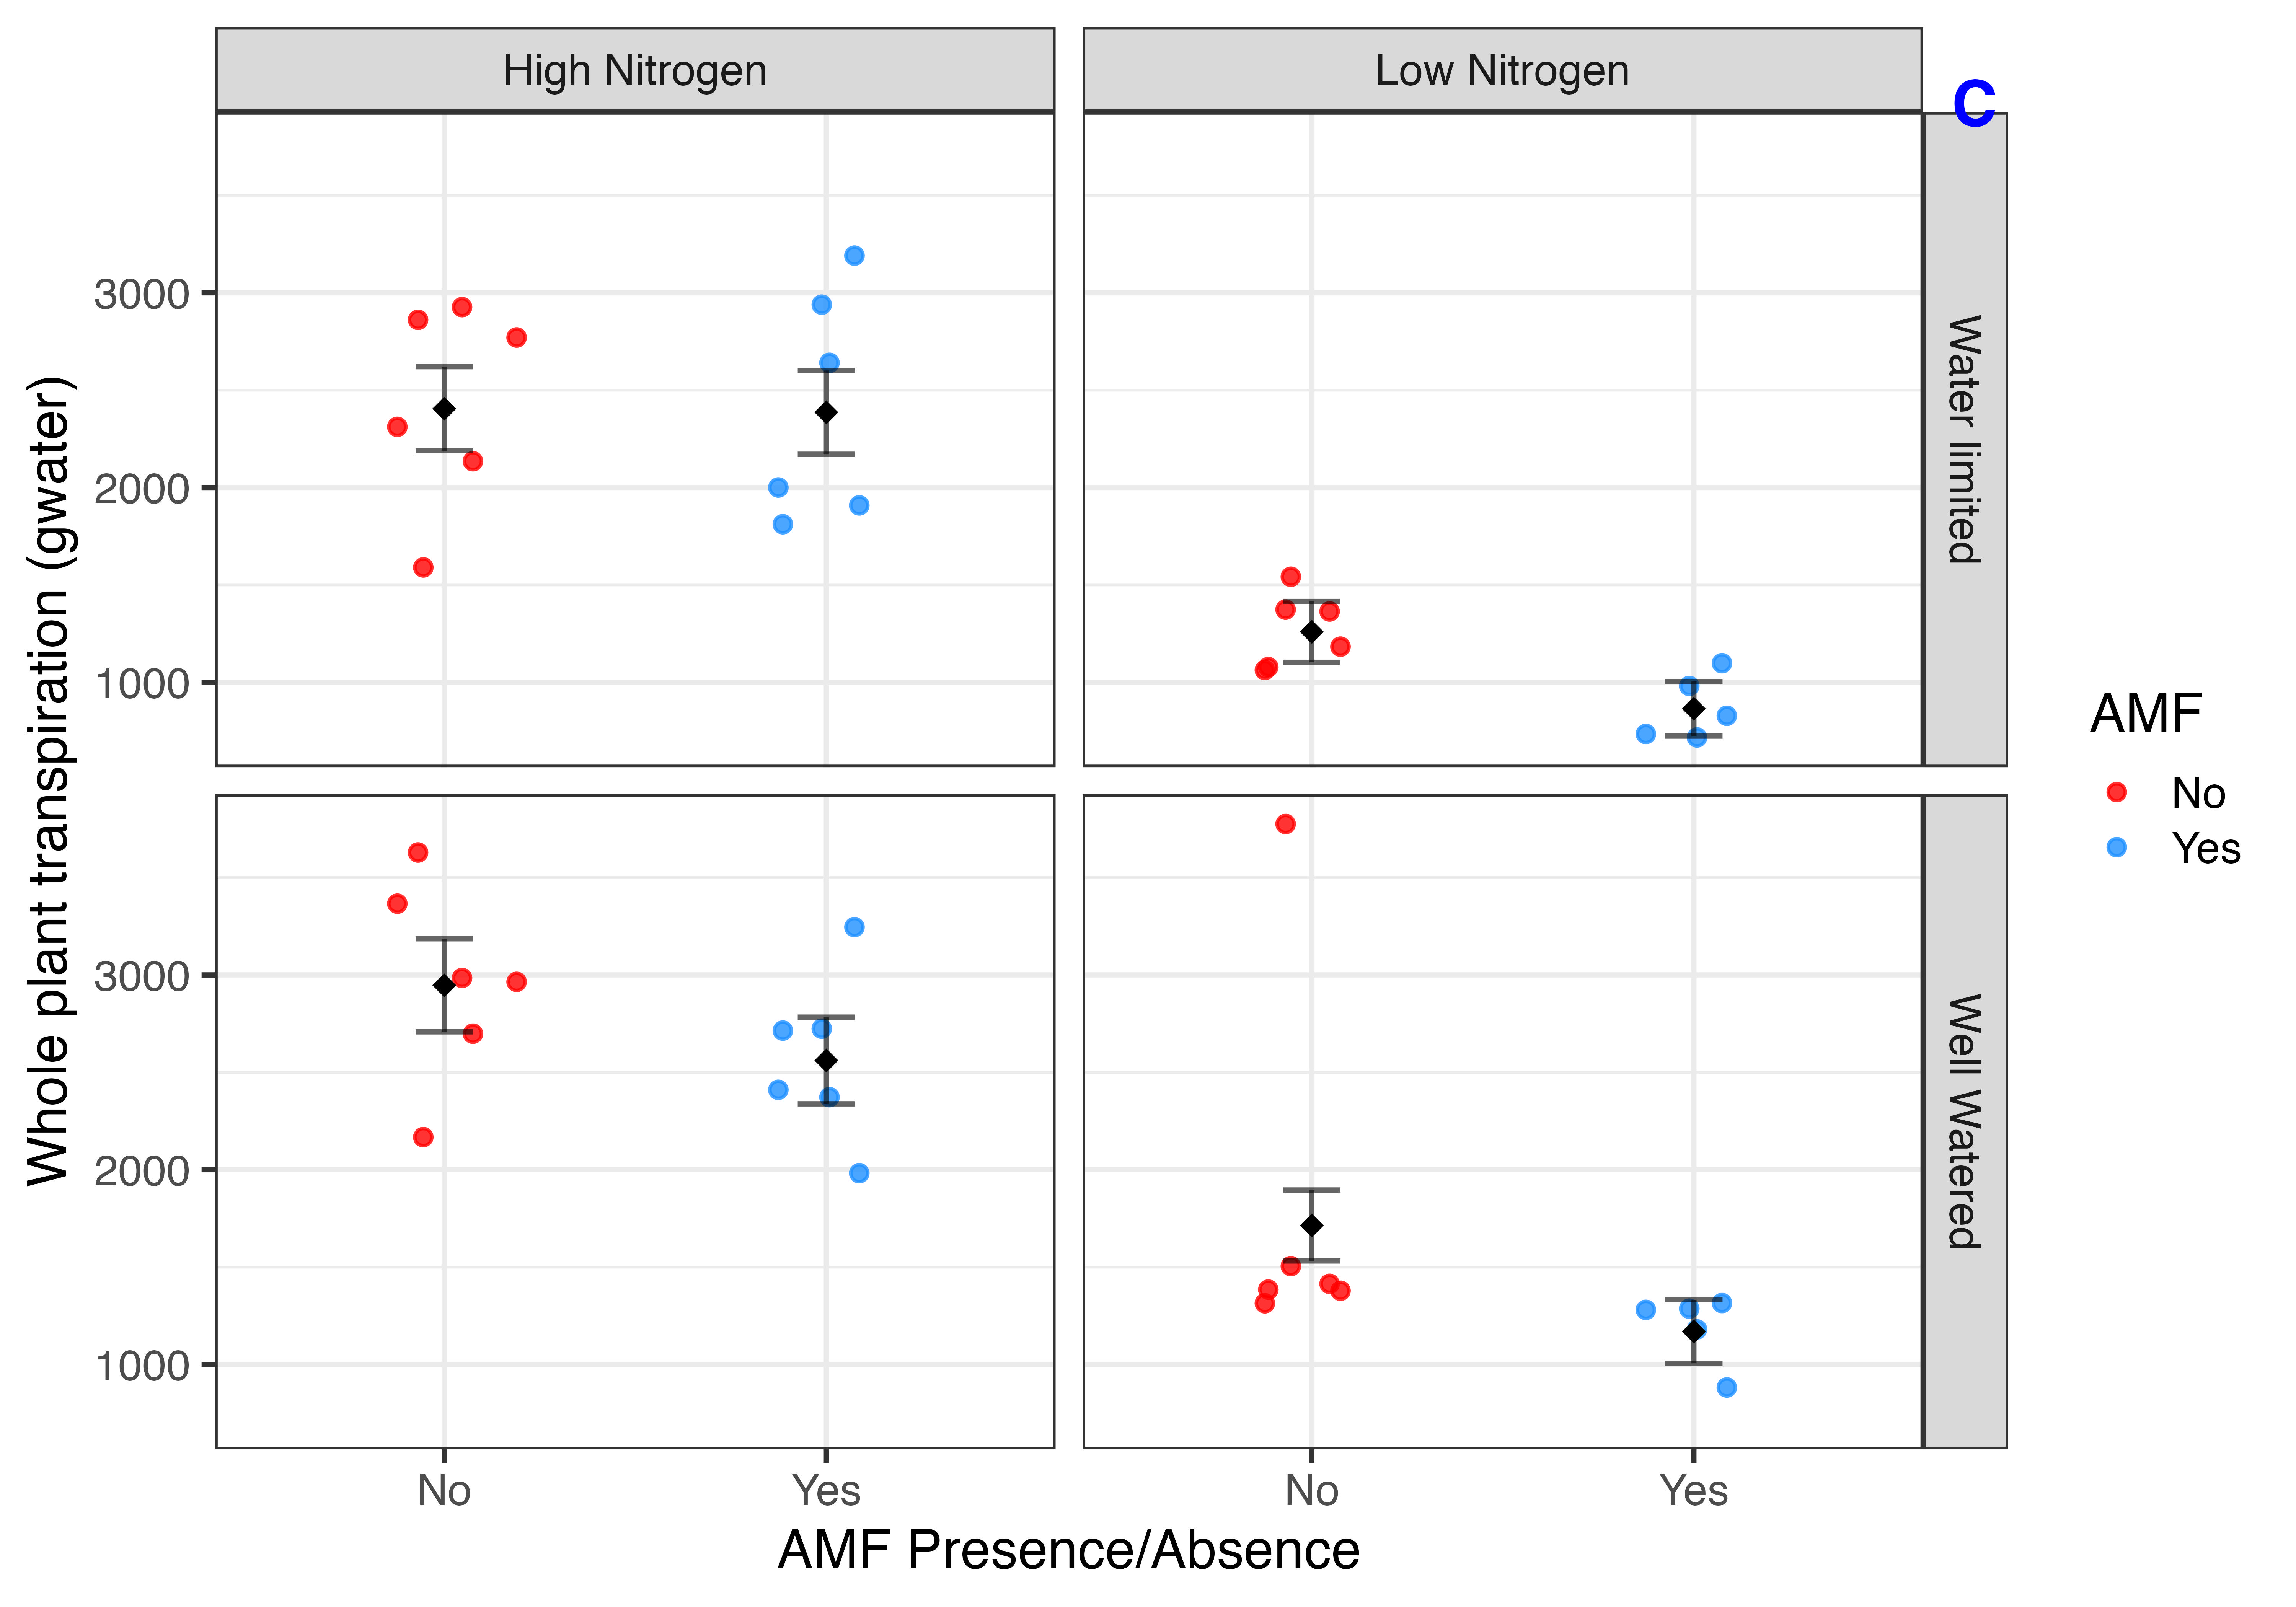 High Nitrogen
Low Nitrogen
C
Water limited
Well Watered
Whole plant transpiration (gwater)
3000
2000
1000
3000
2000
1000
No
Yes
No
Yes
AMF Presence/Absence
AMF
No
Yes